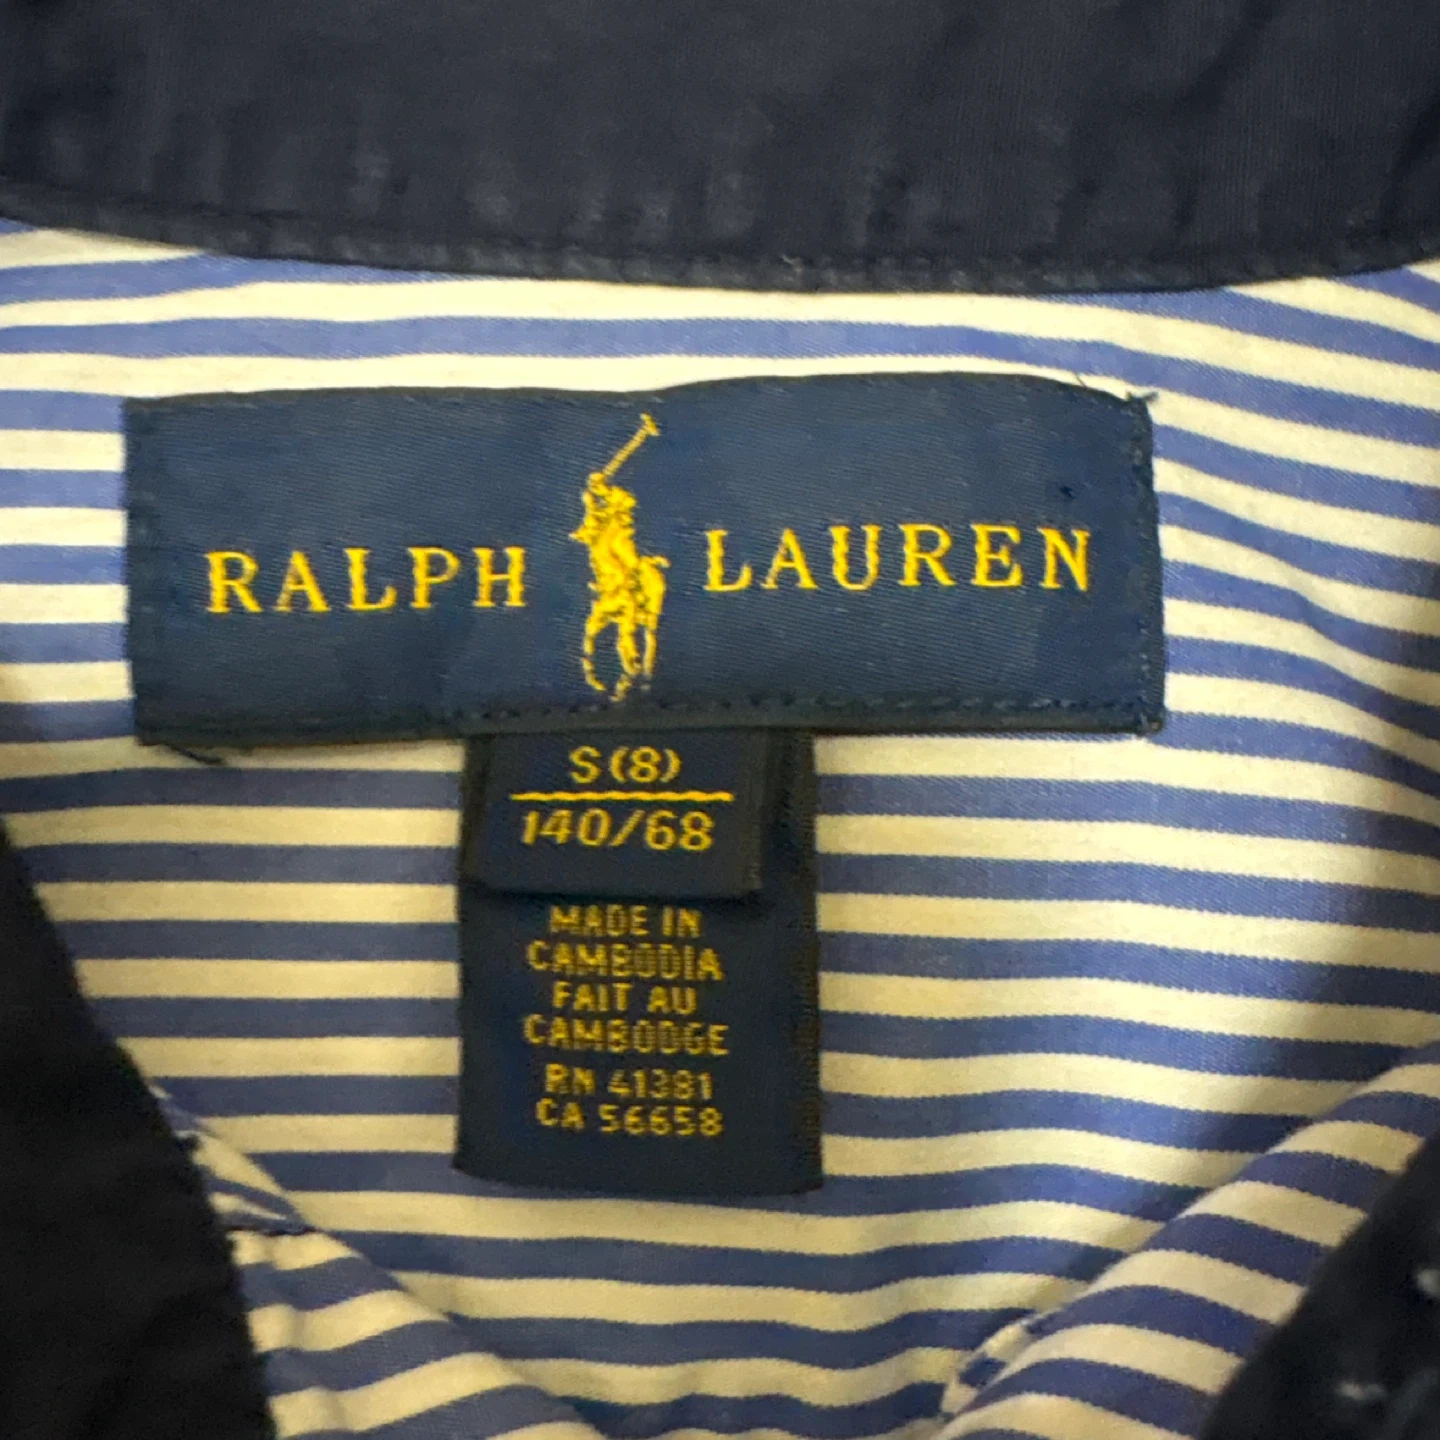 RALPH LAUREN
S(8)
140/68
MADE IN
CAMBODIA
FAIT AU
CAMBODGE
RN 41381
CA 56658